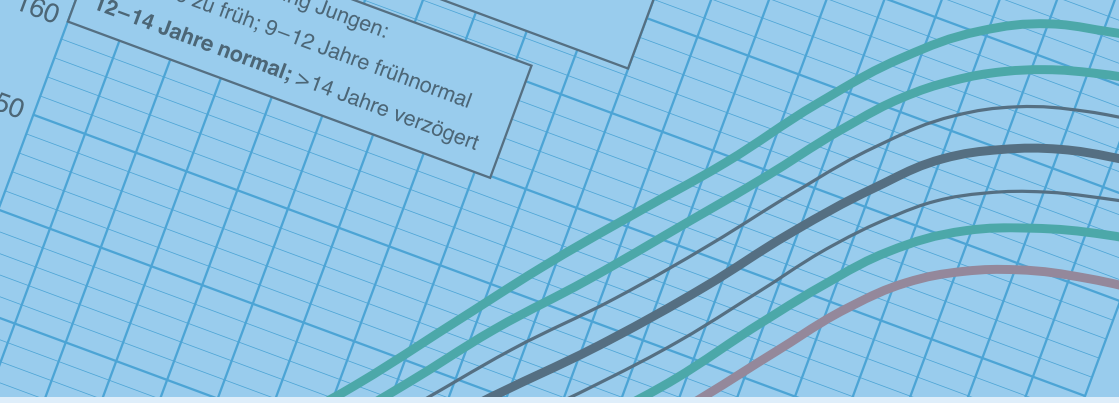 160
50
ng Jungen:
zu früh; 9–12 Jahre frühnormal
12–14 Jahre normal; >14 Jahre verzögert